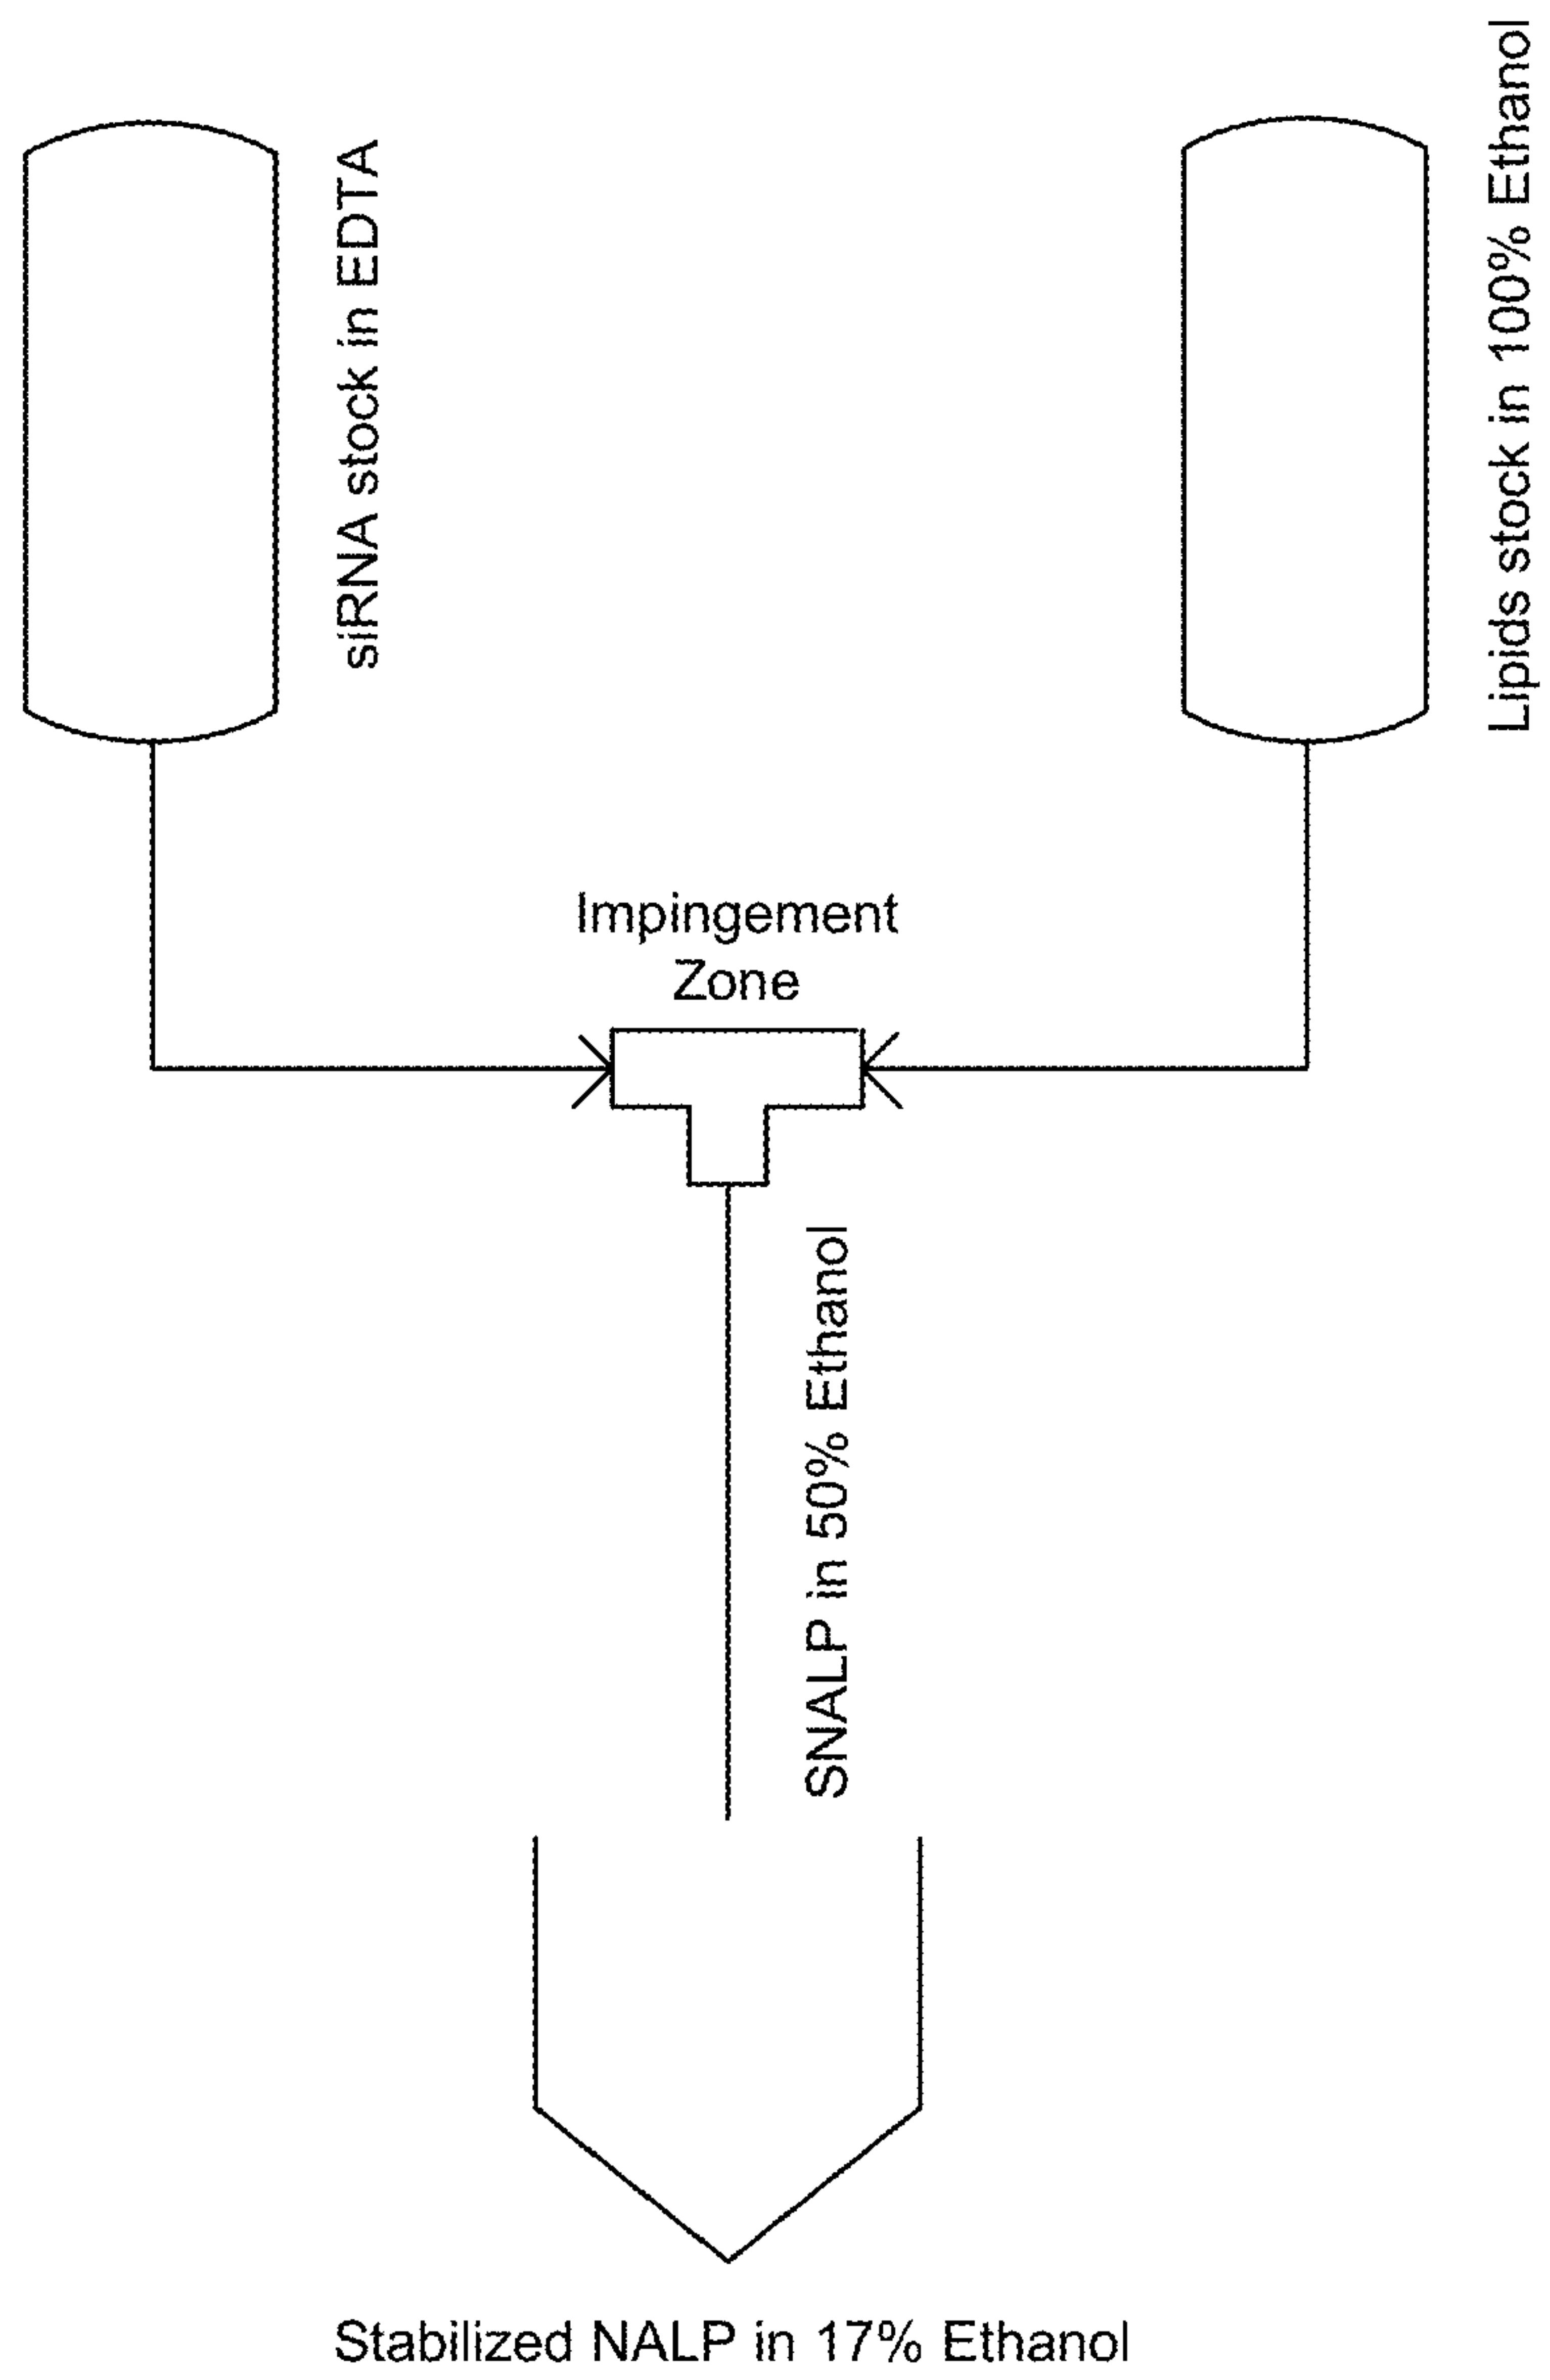 siRNA stock in EDTA
Lipids stock in 100% Ethanol
Impingement
Zone
SNALP in 50% Ethanol
Stabilized NALP in 17% Ethanol